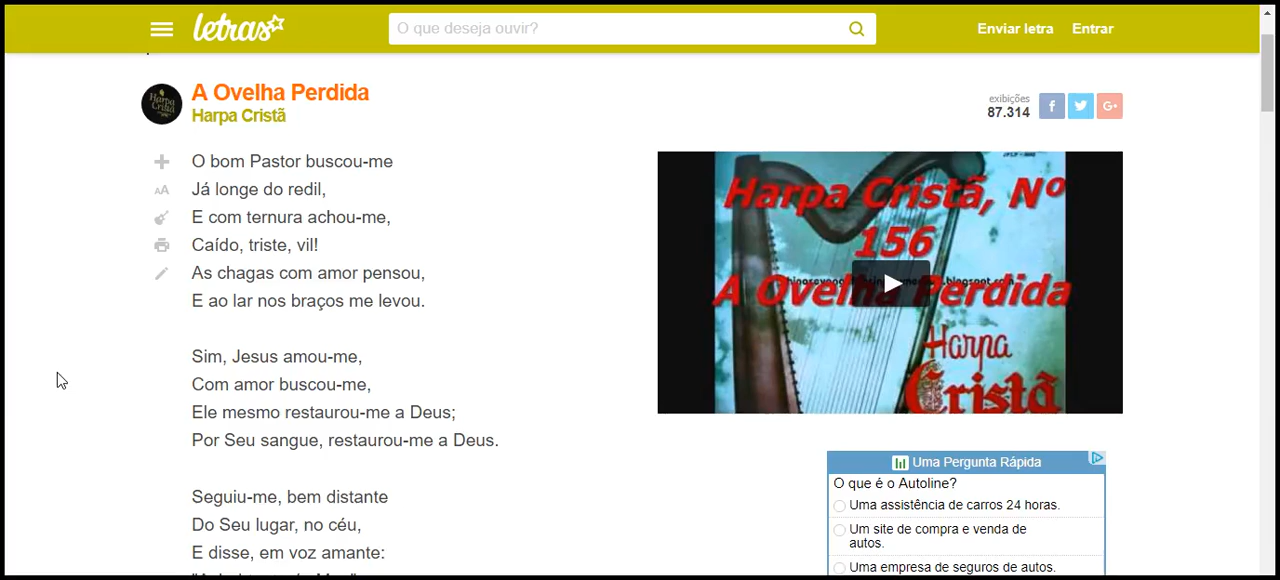 letras
O que deseja ouvir?
Enviar letra
Entrar
Harpa Cristã
A Ovelha Perdida
Harpa Cristã
exibições
87.314
f
G+
O bom Pastor buscou-me
Já longe do redil,
AA
E com ternura achou-me,
Caído, triste, vil!
As chagas com amor pensou,
E ao lar nos braços me levou.
Sim, Jesus amou-me,
Com amor buscou-me,
Ele mesmo restaurou-me a Deus;
Por Seu sangue, restaurou-me a Deus.
Seguiu-me, bem distante
Do Seu lugar, no céu,
E disse, em voz amante:
Harpa Cristã, Nº
156
A Ovelha Perdida
Harpa
Cristã
Uma Pergunta Rápida
O que é o Autoline?
Uma assistência de carros 24 horas.
Um site de compra e venda de
autos.
Uma empresa de seguros de autos.